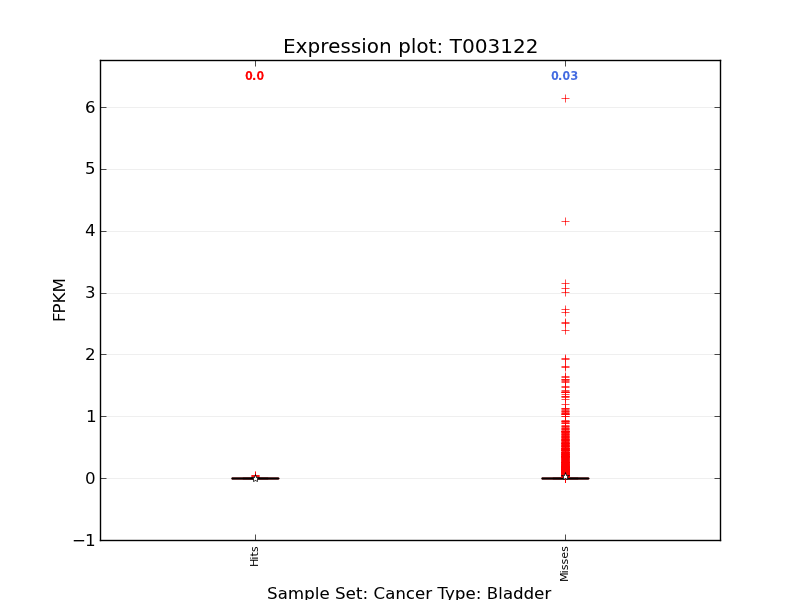 Expression plot: T003122
0.0 0.03
6
5
4
3
2
1
0
−1
FPKM
Hits
Misses
Sample Set: Cancer Type: Bladder